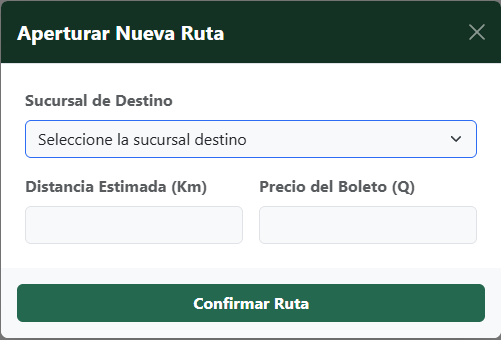 Aperturar Nueva Ruta
Sucursal de Destino
Seleccione la sucursal destino
Distancia Estimada (Km)
Precio del Boleto (Q)
Confirmar Ruta